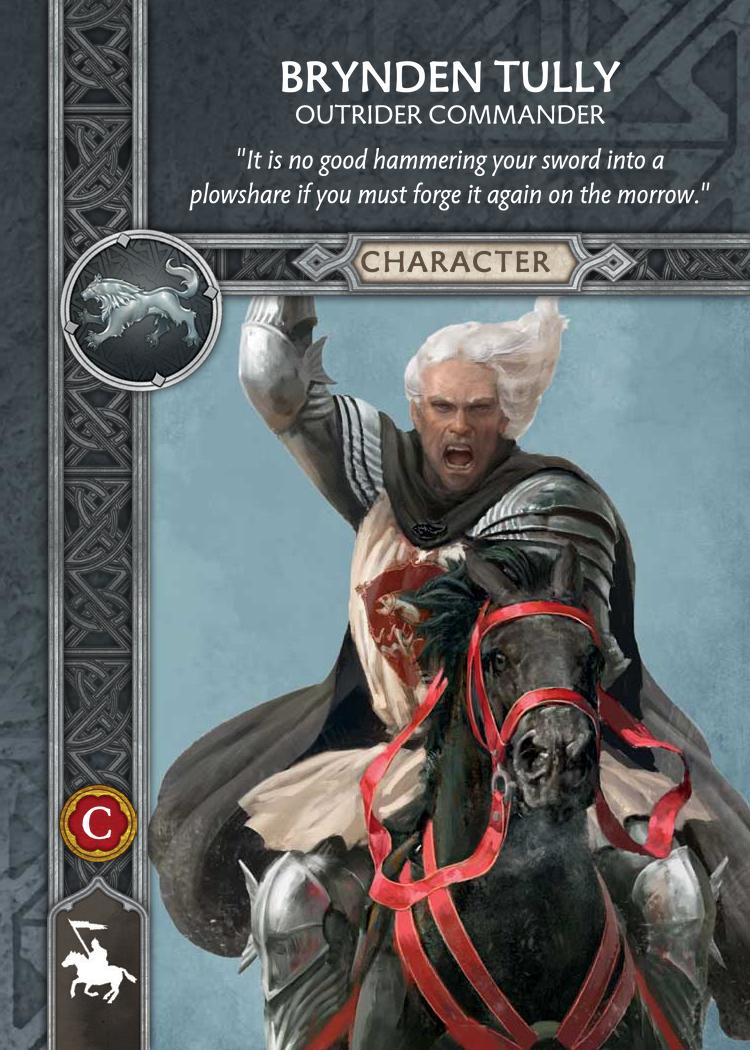 BRYNDEN TULLY
OUTRIDER COMMANDER
"It is no good hammering your sword into a
plowshare if you must forge it again on the morrow."
CHARACTER
C